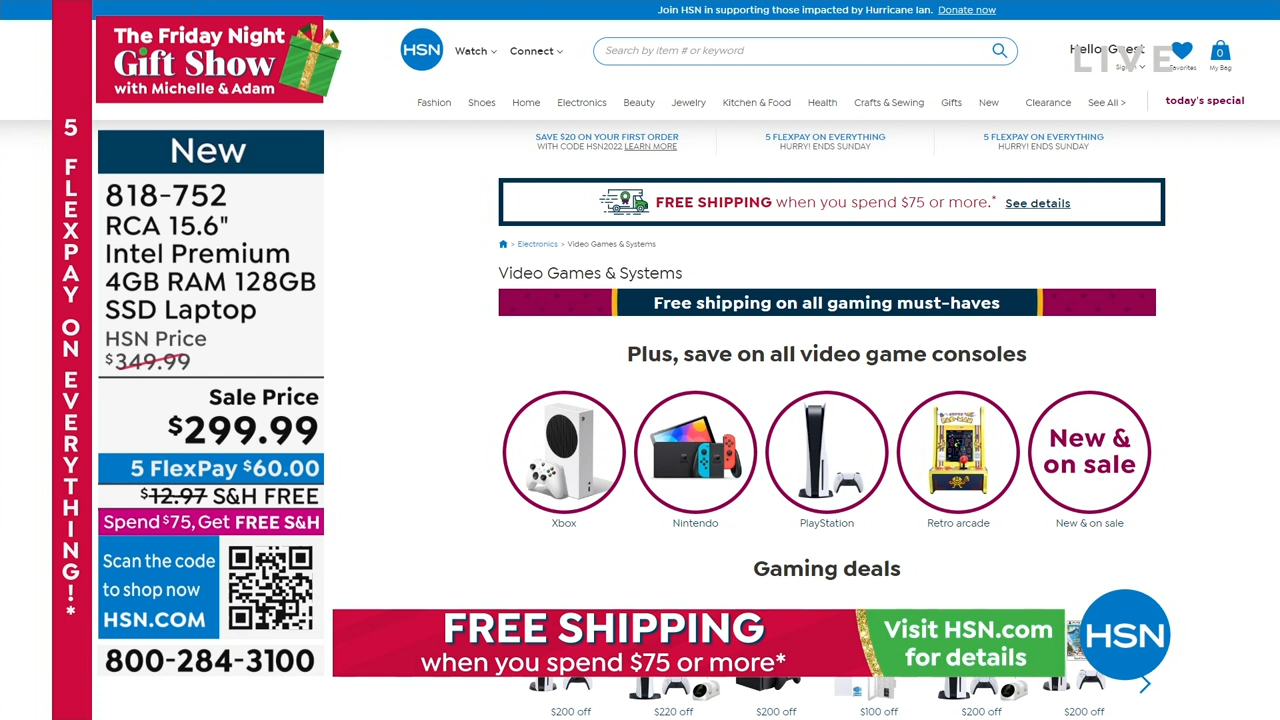 Join HSN in supporting those impacted by Hurricane Ian. Donate now
The Friday Night
Gift Show
with Michelle & Adam
HSN
Watch
Connect
Search by item # or keyword
Hello, Guest
LIVE
Favorites
0
My Bag
Fashion Shoes Home Electronics Beauty Jewelry Kitchen & Food Health Crafts & Sewing Gifts New Clearance See All > today's special
SAVE $20 ON YOUR FIRST ORDER
WITH CODE HSN2022 LEARN MORE
5 FLEXPAY ON EVERYTHING
HURRY! ENDS SUNDAY
5 FLEXPAY ON EVERYTHING
HURRY! ENDS SUNDAY
5 FLEXPAY ON EVERYTHING!*
New
818-752
RCA 15.6"
Intel Premium
4GB RAM 128GB
SSD Laptop
HSN Price
$349.99
Sale Price
$299.99
5 FlexPay $60.00
$12.97 S&H FREE
Spend $75, Get FREE S&H
Scan the code
to shop now
HSN.COM
800-284-3100
FREE SHIPPING when you spend $75 or more.* See details
> Electronics > Video Games & Systems
Video Games & Systems
Free shipping on all gaming must-haves
Plus, save on all video game consoles
New &
on sale
Xbox Nintendo PlayStation Retro arcade New & on sale
Gaming deals
FREE SHIPPING
when you spend $75 or more*
Visit HSN.com
for details
HSN
$200 off $220 off $200 off $100 off $200 off $200 off